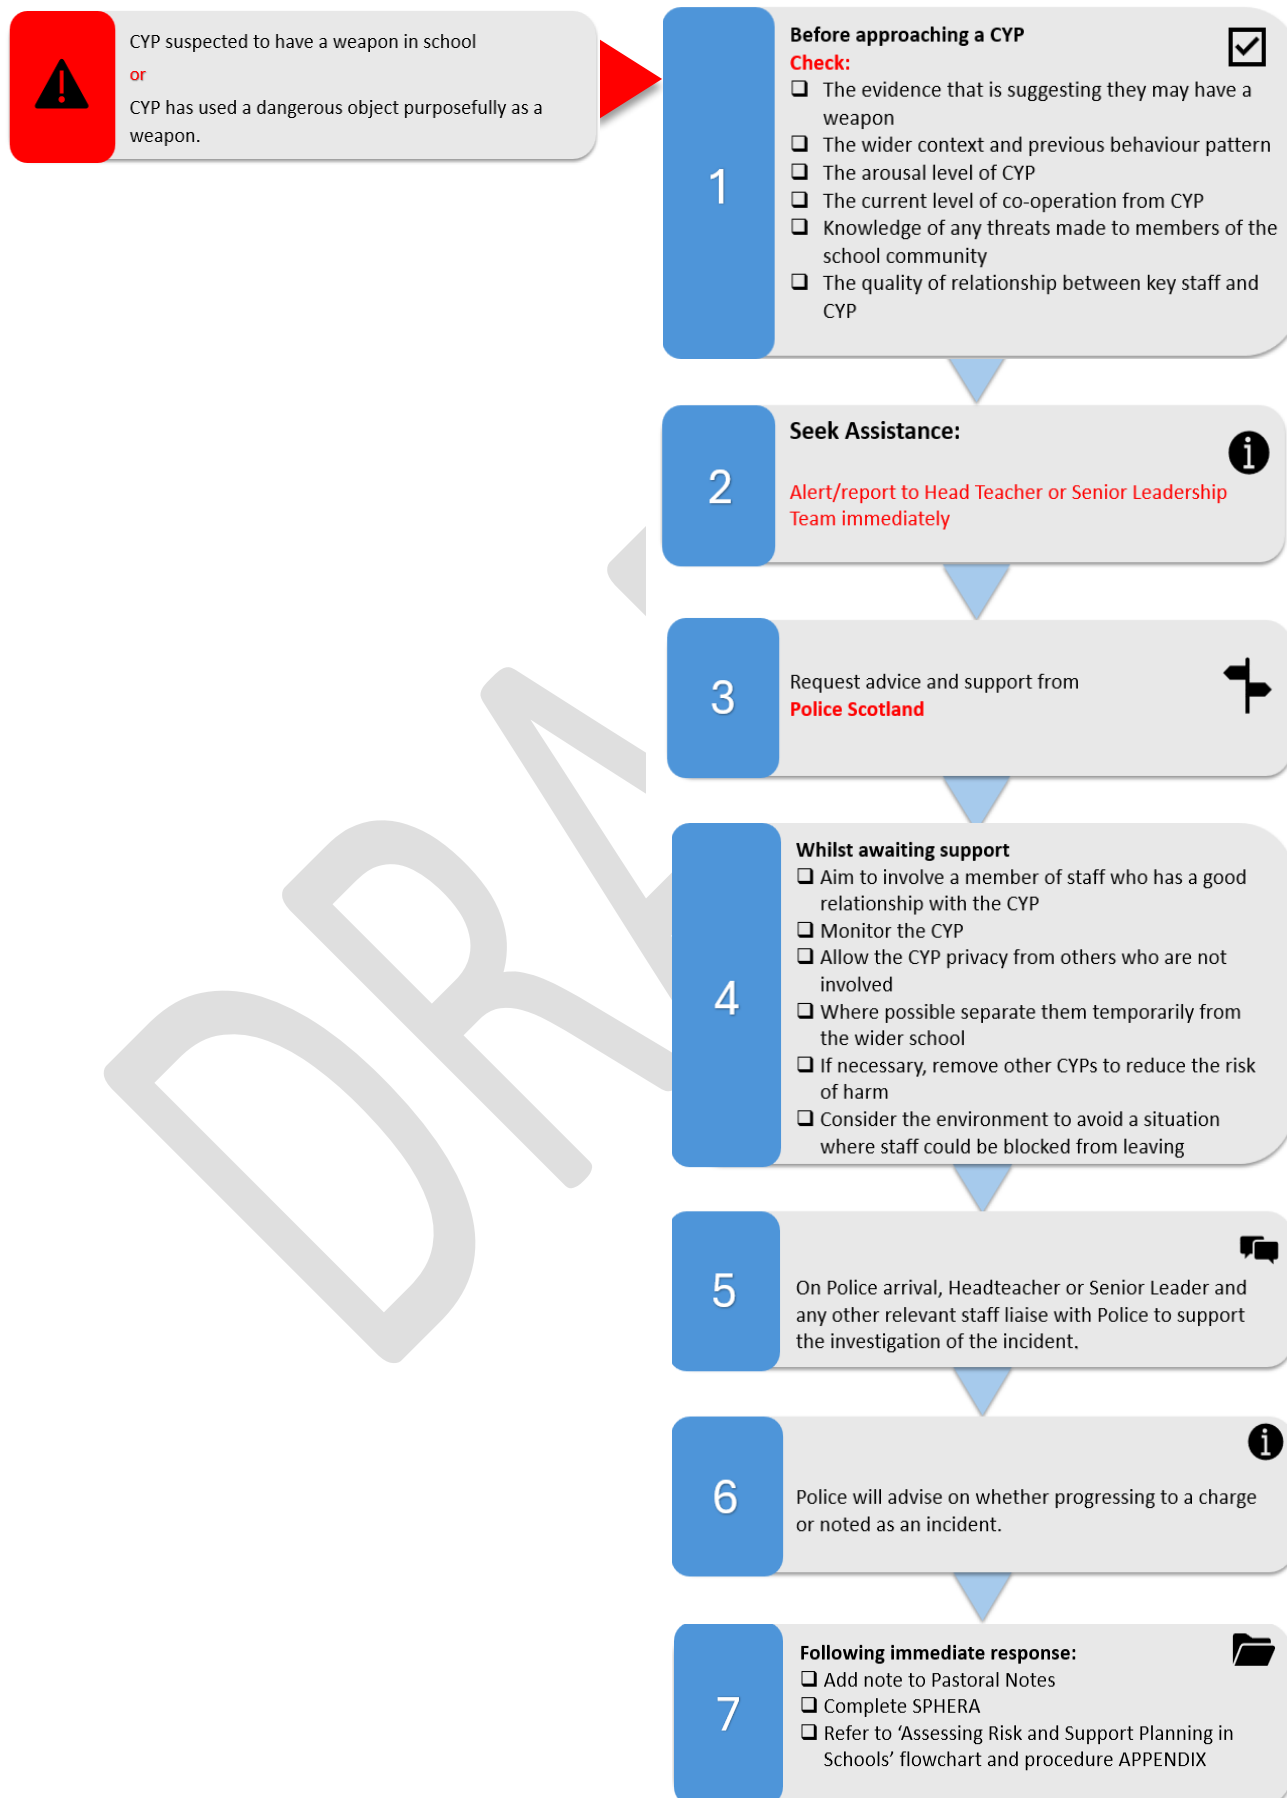 CYP suspected to have a weapon in school
or
CYP has used a dangerous object purposefully as a
weapon.
1
Before approaching a CYP
Check:
The evidence that is suggesting they may have a
weapon
The wider context and previous behaviour pattern
The arousal level of CYP
The current level of co-operation from CYP
Knowledge of any threats made to members of the
school community
The quality of relationship between key staff and
CYP
2
Seek Assistance:
Alert/report to Head Teacher or Senior Leadership
Team immediately
3
Request advice and support from
Police Scotland
4
Whilst awaiting support
Aim to involve a member of staff who has a good
relationship with the CYP
Monitor the CYP
Allow the CYP privacy from others who are not
involved
Where possible separate them temporarily from
the wider school
If necessary, remove other CYPs to reduce the risk
of harm
Consider the environment to avoid a situation
where staff could be blocked from leaving
5
On Police arrival, Headteacher or Senior Leader and
any other relevant staff liaise with Police to support
the investigation of the incident.
6
Police will advise on whether progressing to a charge
or noted as an incident.
7
Following immediate response:
Add note to Pastoral Notes
Complete SPHERA
Refer to ‘Assessing Risk and Support Planning in
Schools’ flowchart and procedure APPENDIX